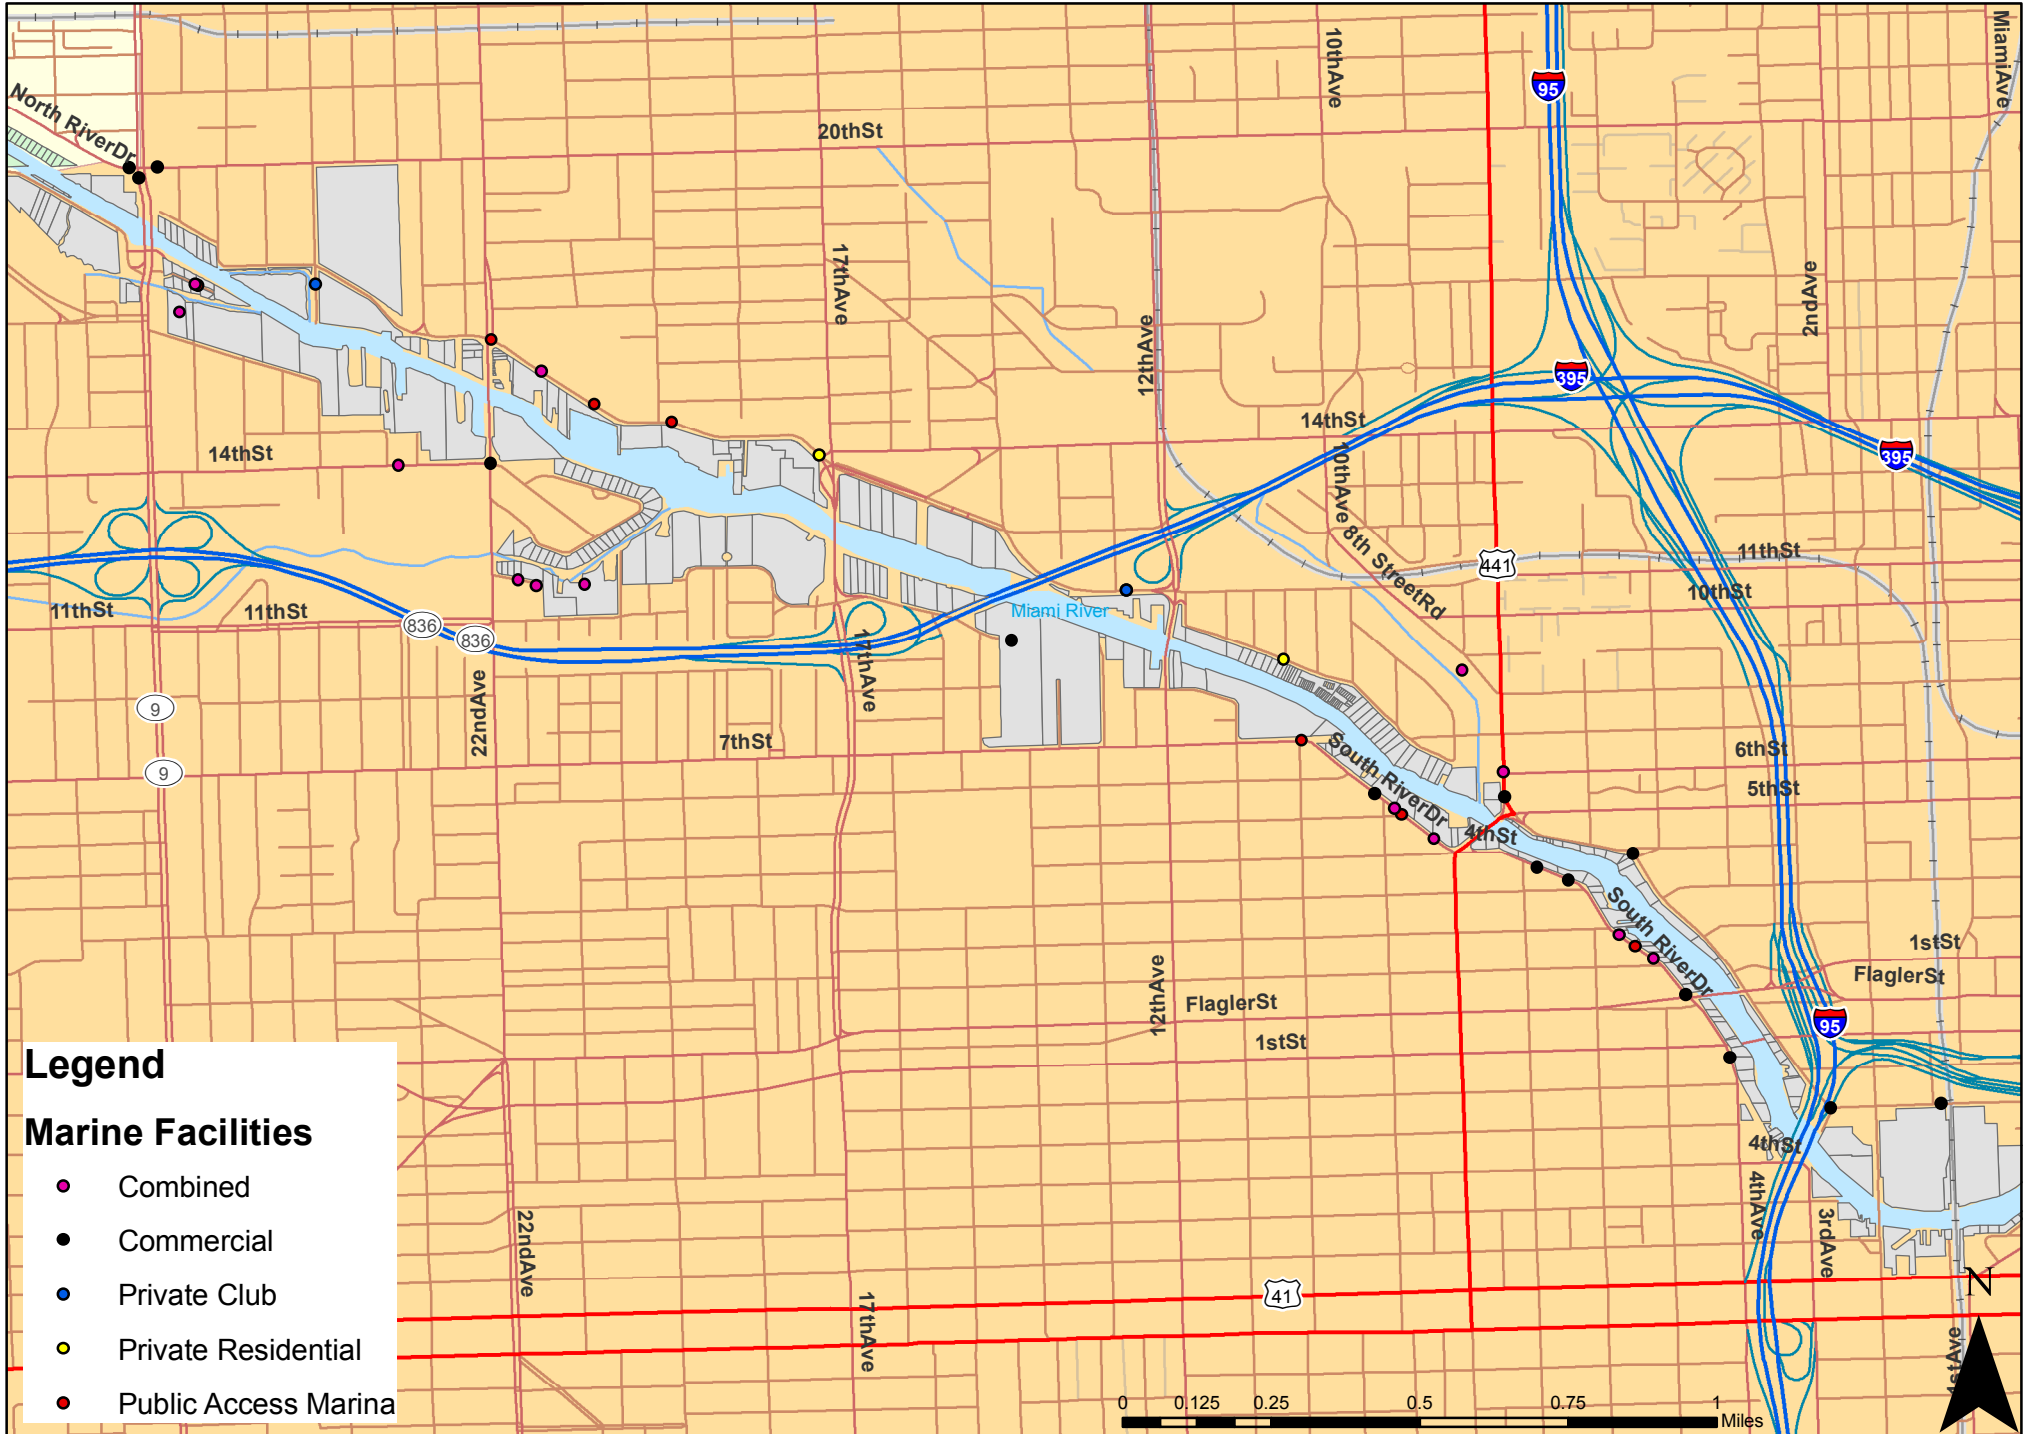 MiamiAve
10thAve
95
North RiverDr
20thSt
17thAve
2ndAve
12thAve
395
14thSt
395
14thSt
10thAve
8th StreetRd
11thSt
441
10thSt
11thSt
11thSt
836
836
Miami River
17thAve
9
22ndAve
7thSt
9
South RiverDr
6thSt
5thSt
4thSt
South RiverDr
1stSt
FlaglerSt
12thAve
FlaglerSt
95
1stSt
4thSt
4thAve
3rdAve
22ndAve
17thAve
41
N
1stAve
Legend
Marine Facilities
Combined
Commercial
Private Club
Private Residential
Public Access Marina
0 0.125 0.25 0.5 0.75 1
Miles